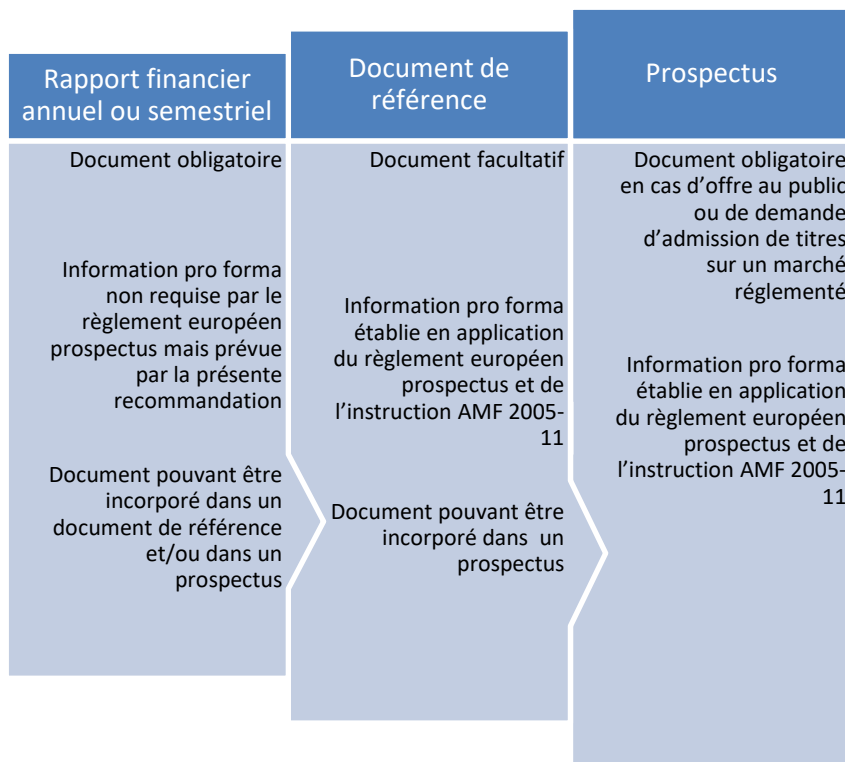 Rapport financier
annuel ou semestriel
Document obligatoire
Information pro forma
non requise par le
règlement européen
prospectus mais prévue
par la présente
recommandation
Document pouvant être
incorporé dans un
document de référence
et/ou dans un
prospectus
Document de
référence
Document facultatif
Information pro forma
établie en application
du règlement européen
prospectus et de
l'instruction AMF 2005-
11
Document pouvant être
incorporé dans un
prospectus
Prospectus
Document obligatoire
en cas d'offre au public
ou de demande
d'admission de titres
sur un marché
réglementé
Information pro forma
établie en application
du règlement européen
prospectus et de
l'instruction AMF 2005-
11